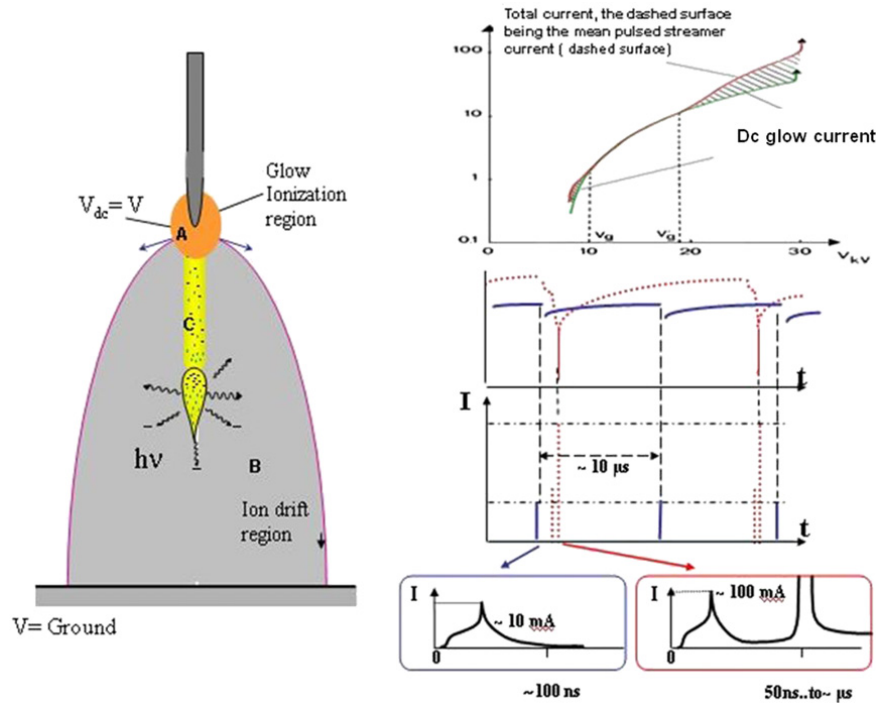 V_dc= V
Glow
Ionization
region
A
C
hν
B
Ion drift
region
V= Ground
Total current, the dashed surface
being the mean pulsed streamer
current ( dashed surface)
100
10
1
0.1
Dc glow current
Vg
V'g
10
20
30
V kV
t
I
~ 10 µs
t
I
~ 10 mA
0
~100 ns
I
~ 100 mA
0
50ns..to~ µs